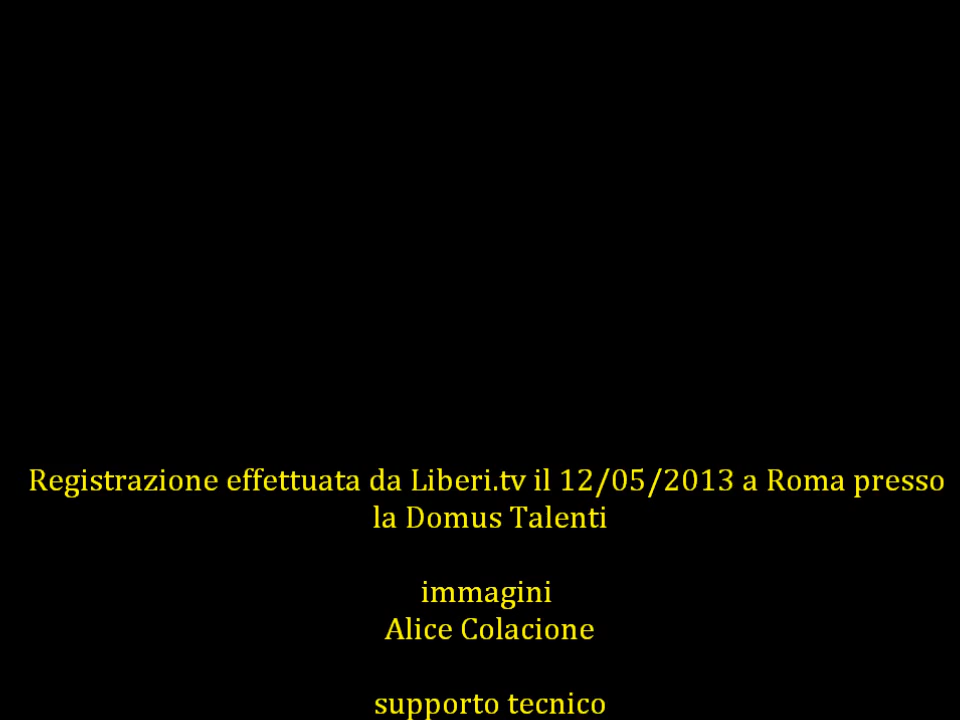 Registrazione effettuata da Liberi.tv il 12/05/2013 a Roma presso
la Domus Talenti
immagini
Alice Colacione
supporto tecnico